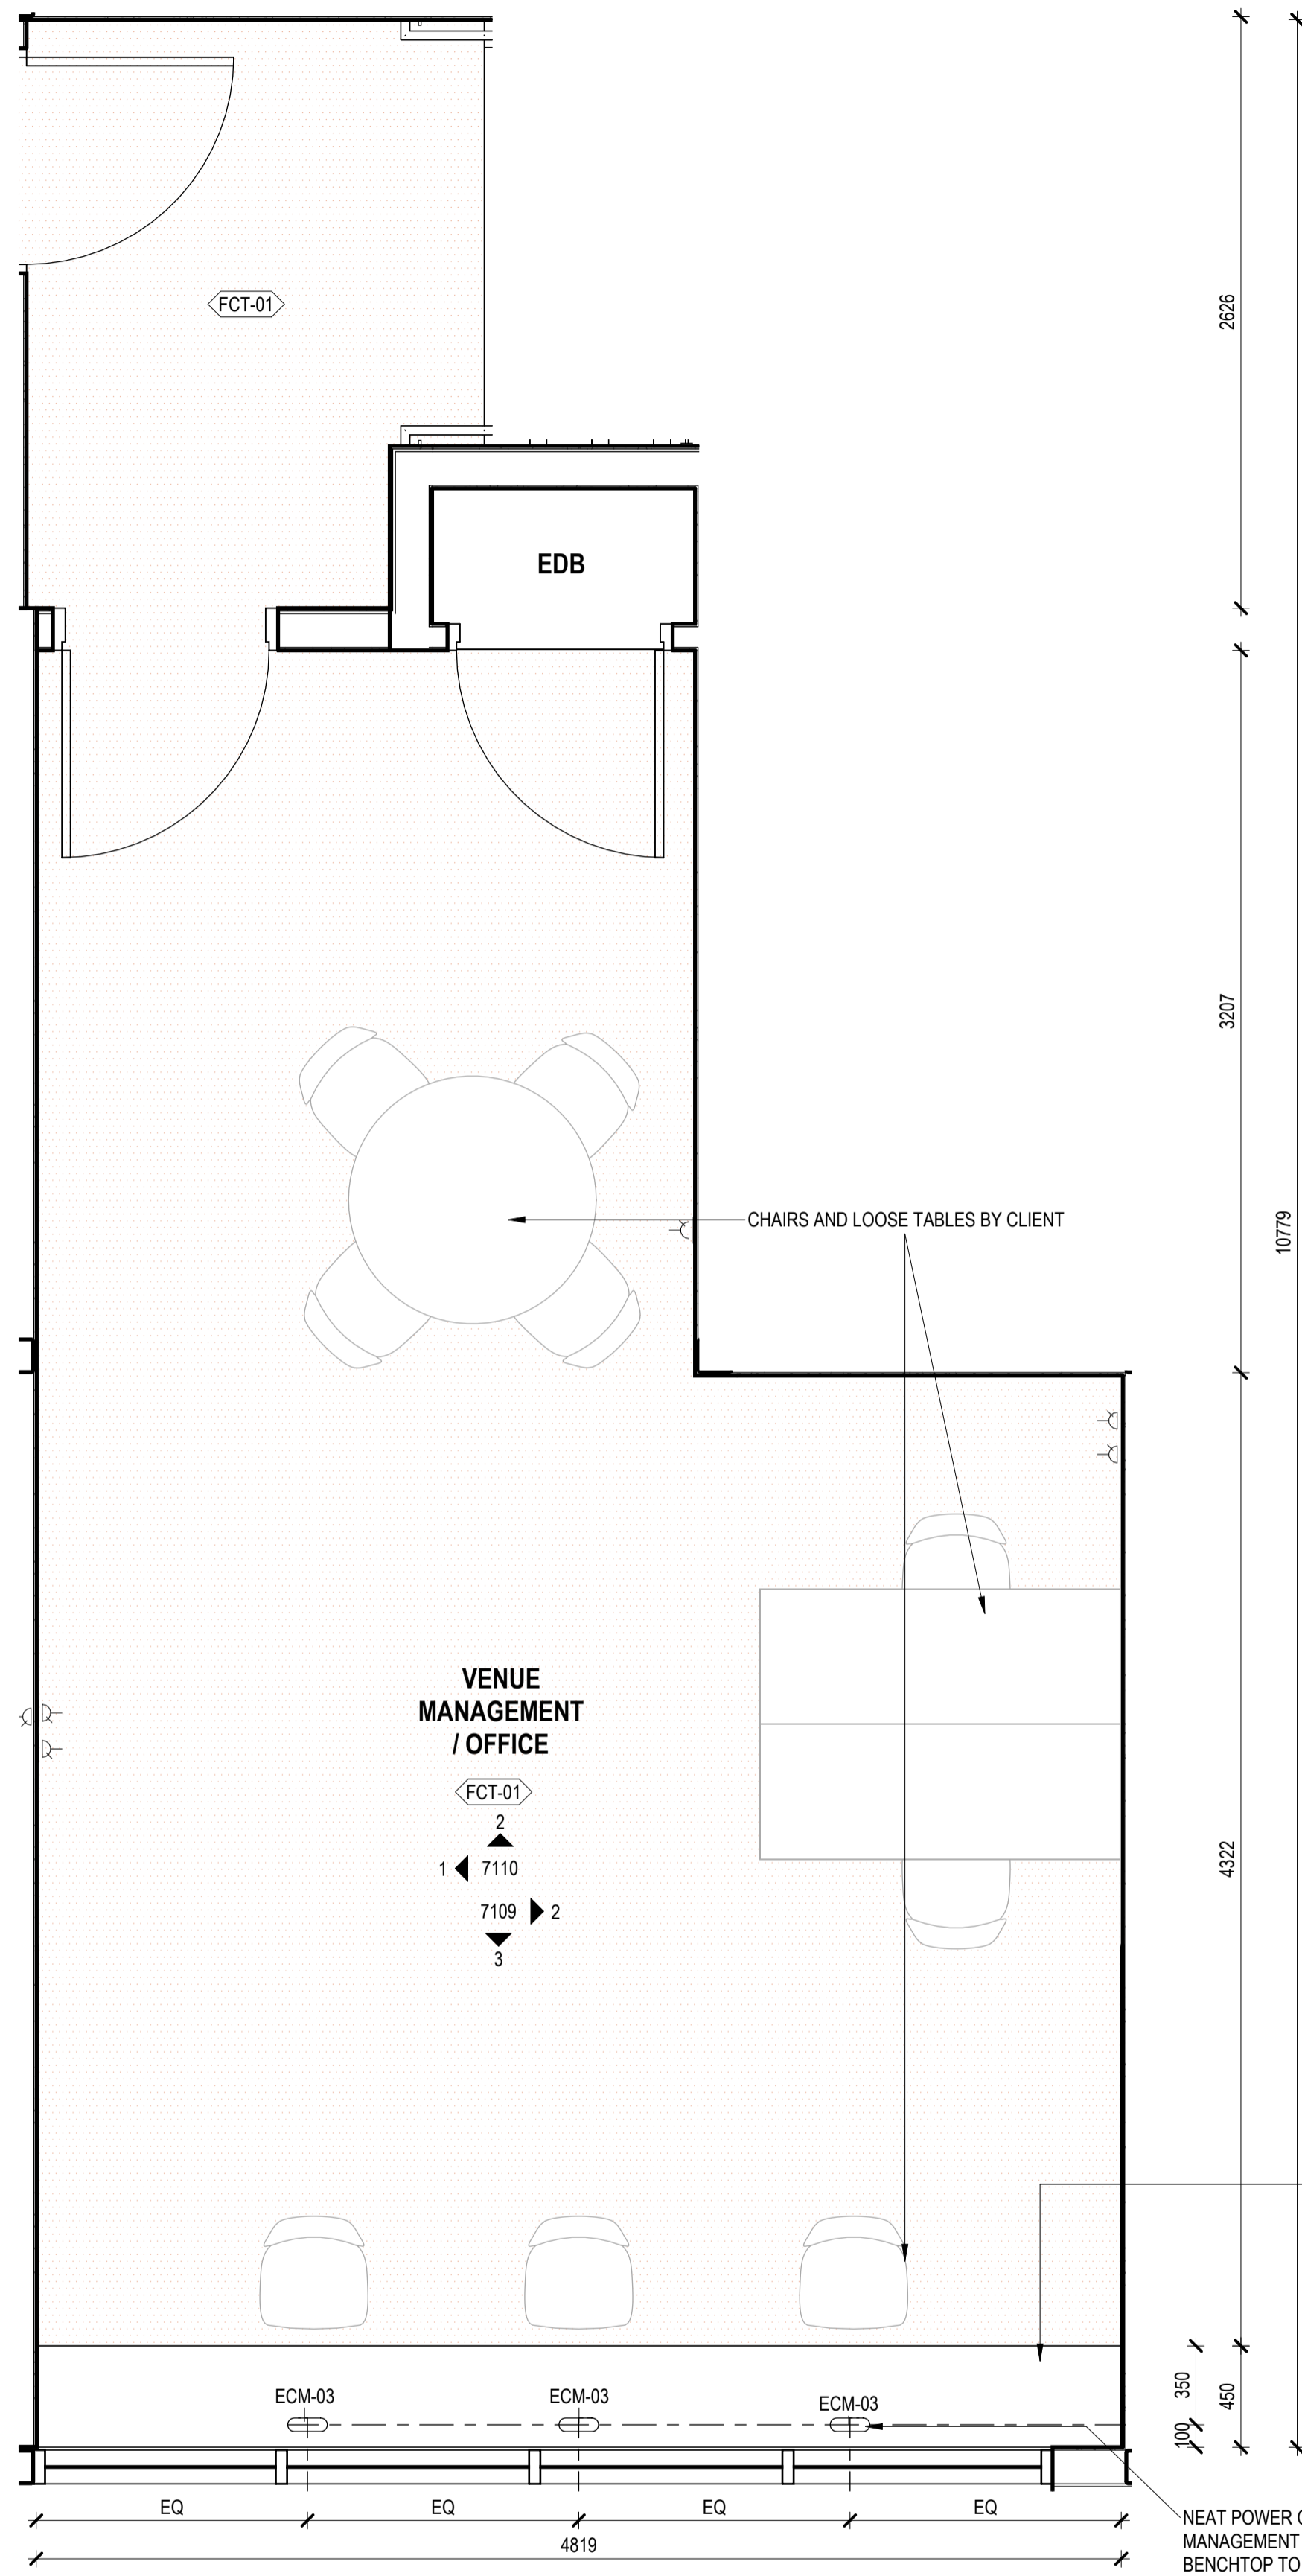 FCT-01
2626
EDB
3207
10779
CHAIRS AND LOOSE TABLES BY CLIENT
VENUE
MANAGEMENT
/ OFFICE
FCT-01
2
1 7110
7109 2
3
4322
ECM-03
ECM-03
ECM-03
350
450
100
EQ
EQ
EQ
EQ
4819
NEAT POWER
MANAGEMENT
BENCHTOP TO